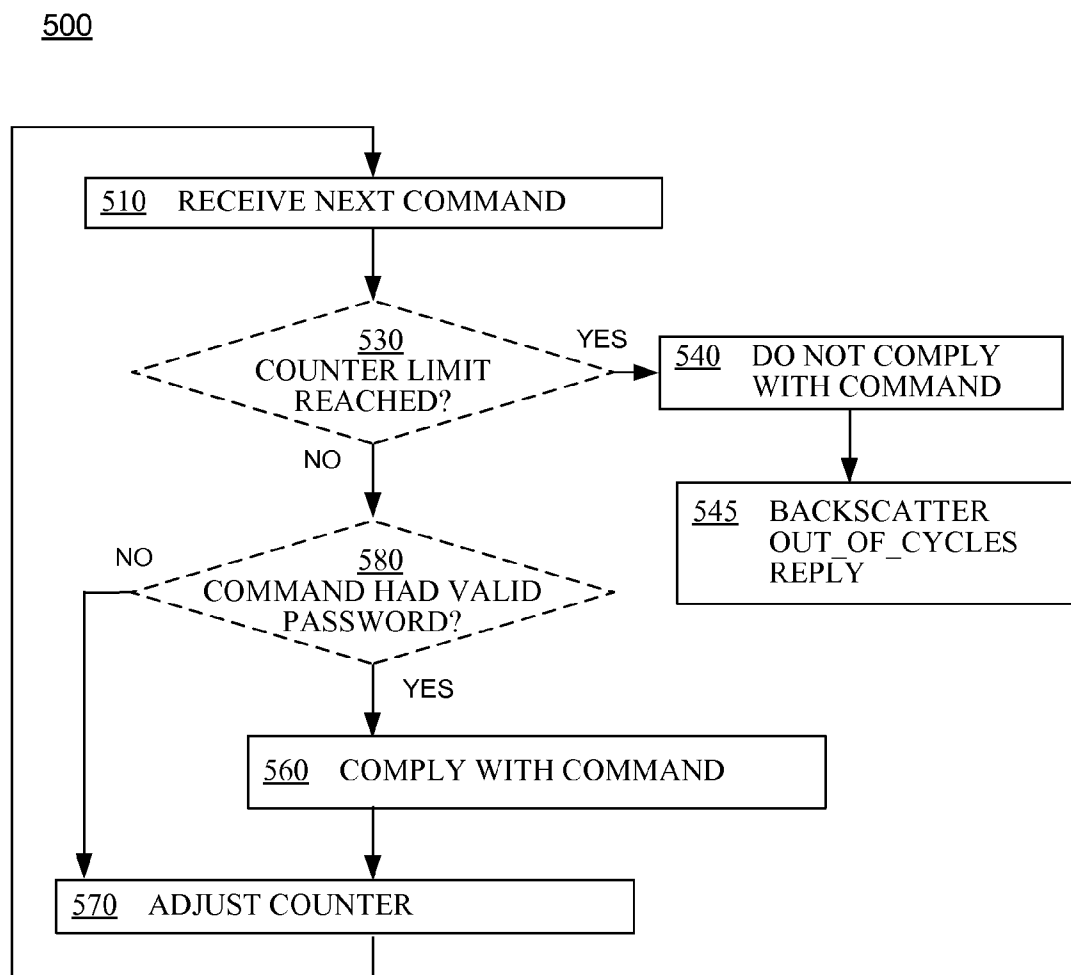 500
510 RECEIVE NEXT COMMAND
530
COUNTER LIMIT
REACHED?
YES
540 DO NOT COMPLY
WITH COMMAND
NO
545 BACKSCATTER
OUT_OF_CYCLES
REPLY
NO
580
COMMAND HAD VALID
PASSWORD?
YES
560 COMPLY WITH COMMAND
570 ADJUST COUNTER